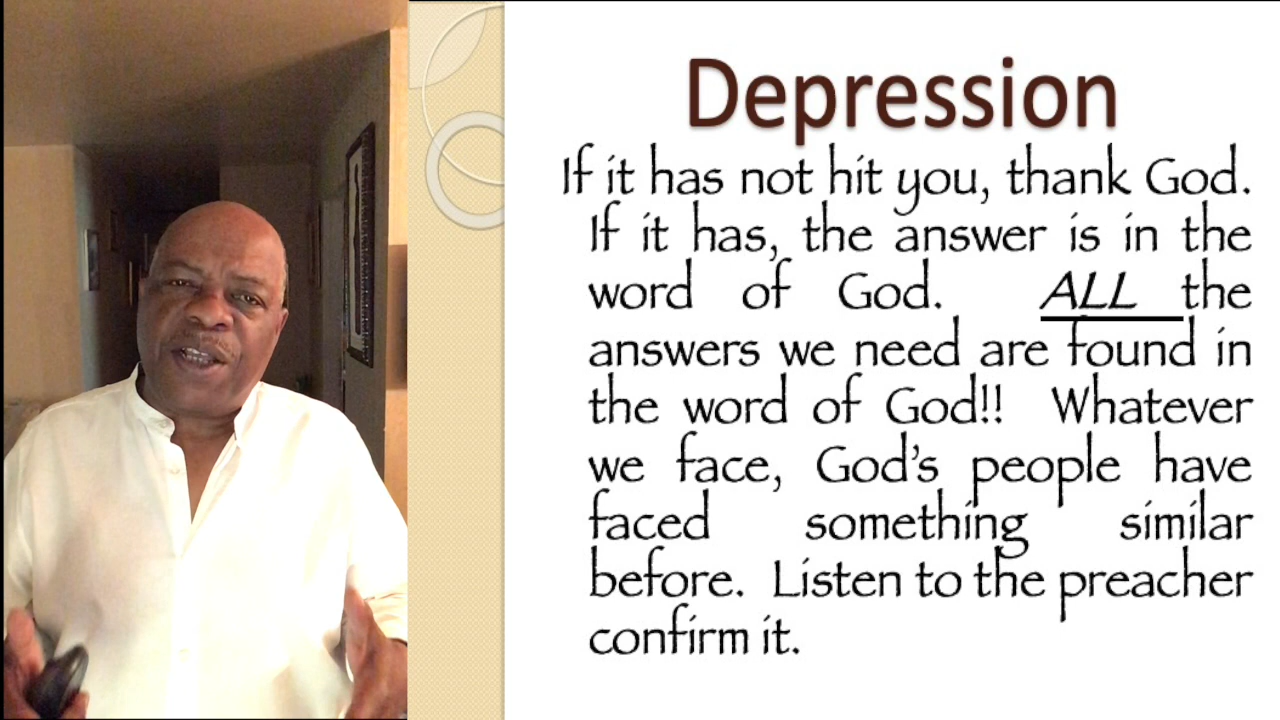 Depression
If it has not hit you, thank God.
If it has, the answer is in the
word of God. ALL the
answers we need are found in
the word of God!! Whatever
we face, God's people have
faced something similar
before. Listen to the preacher
confirm it.